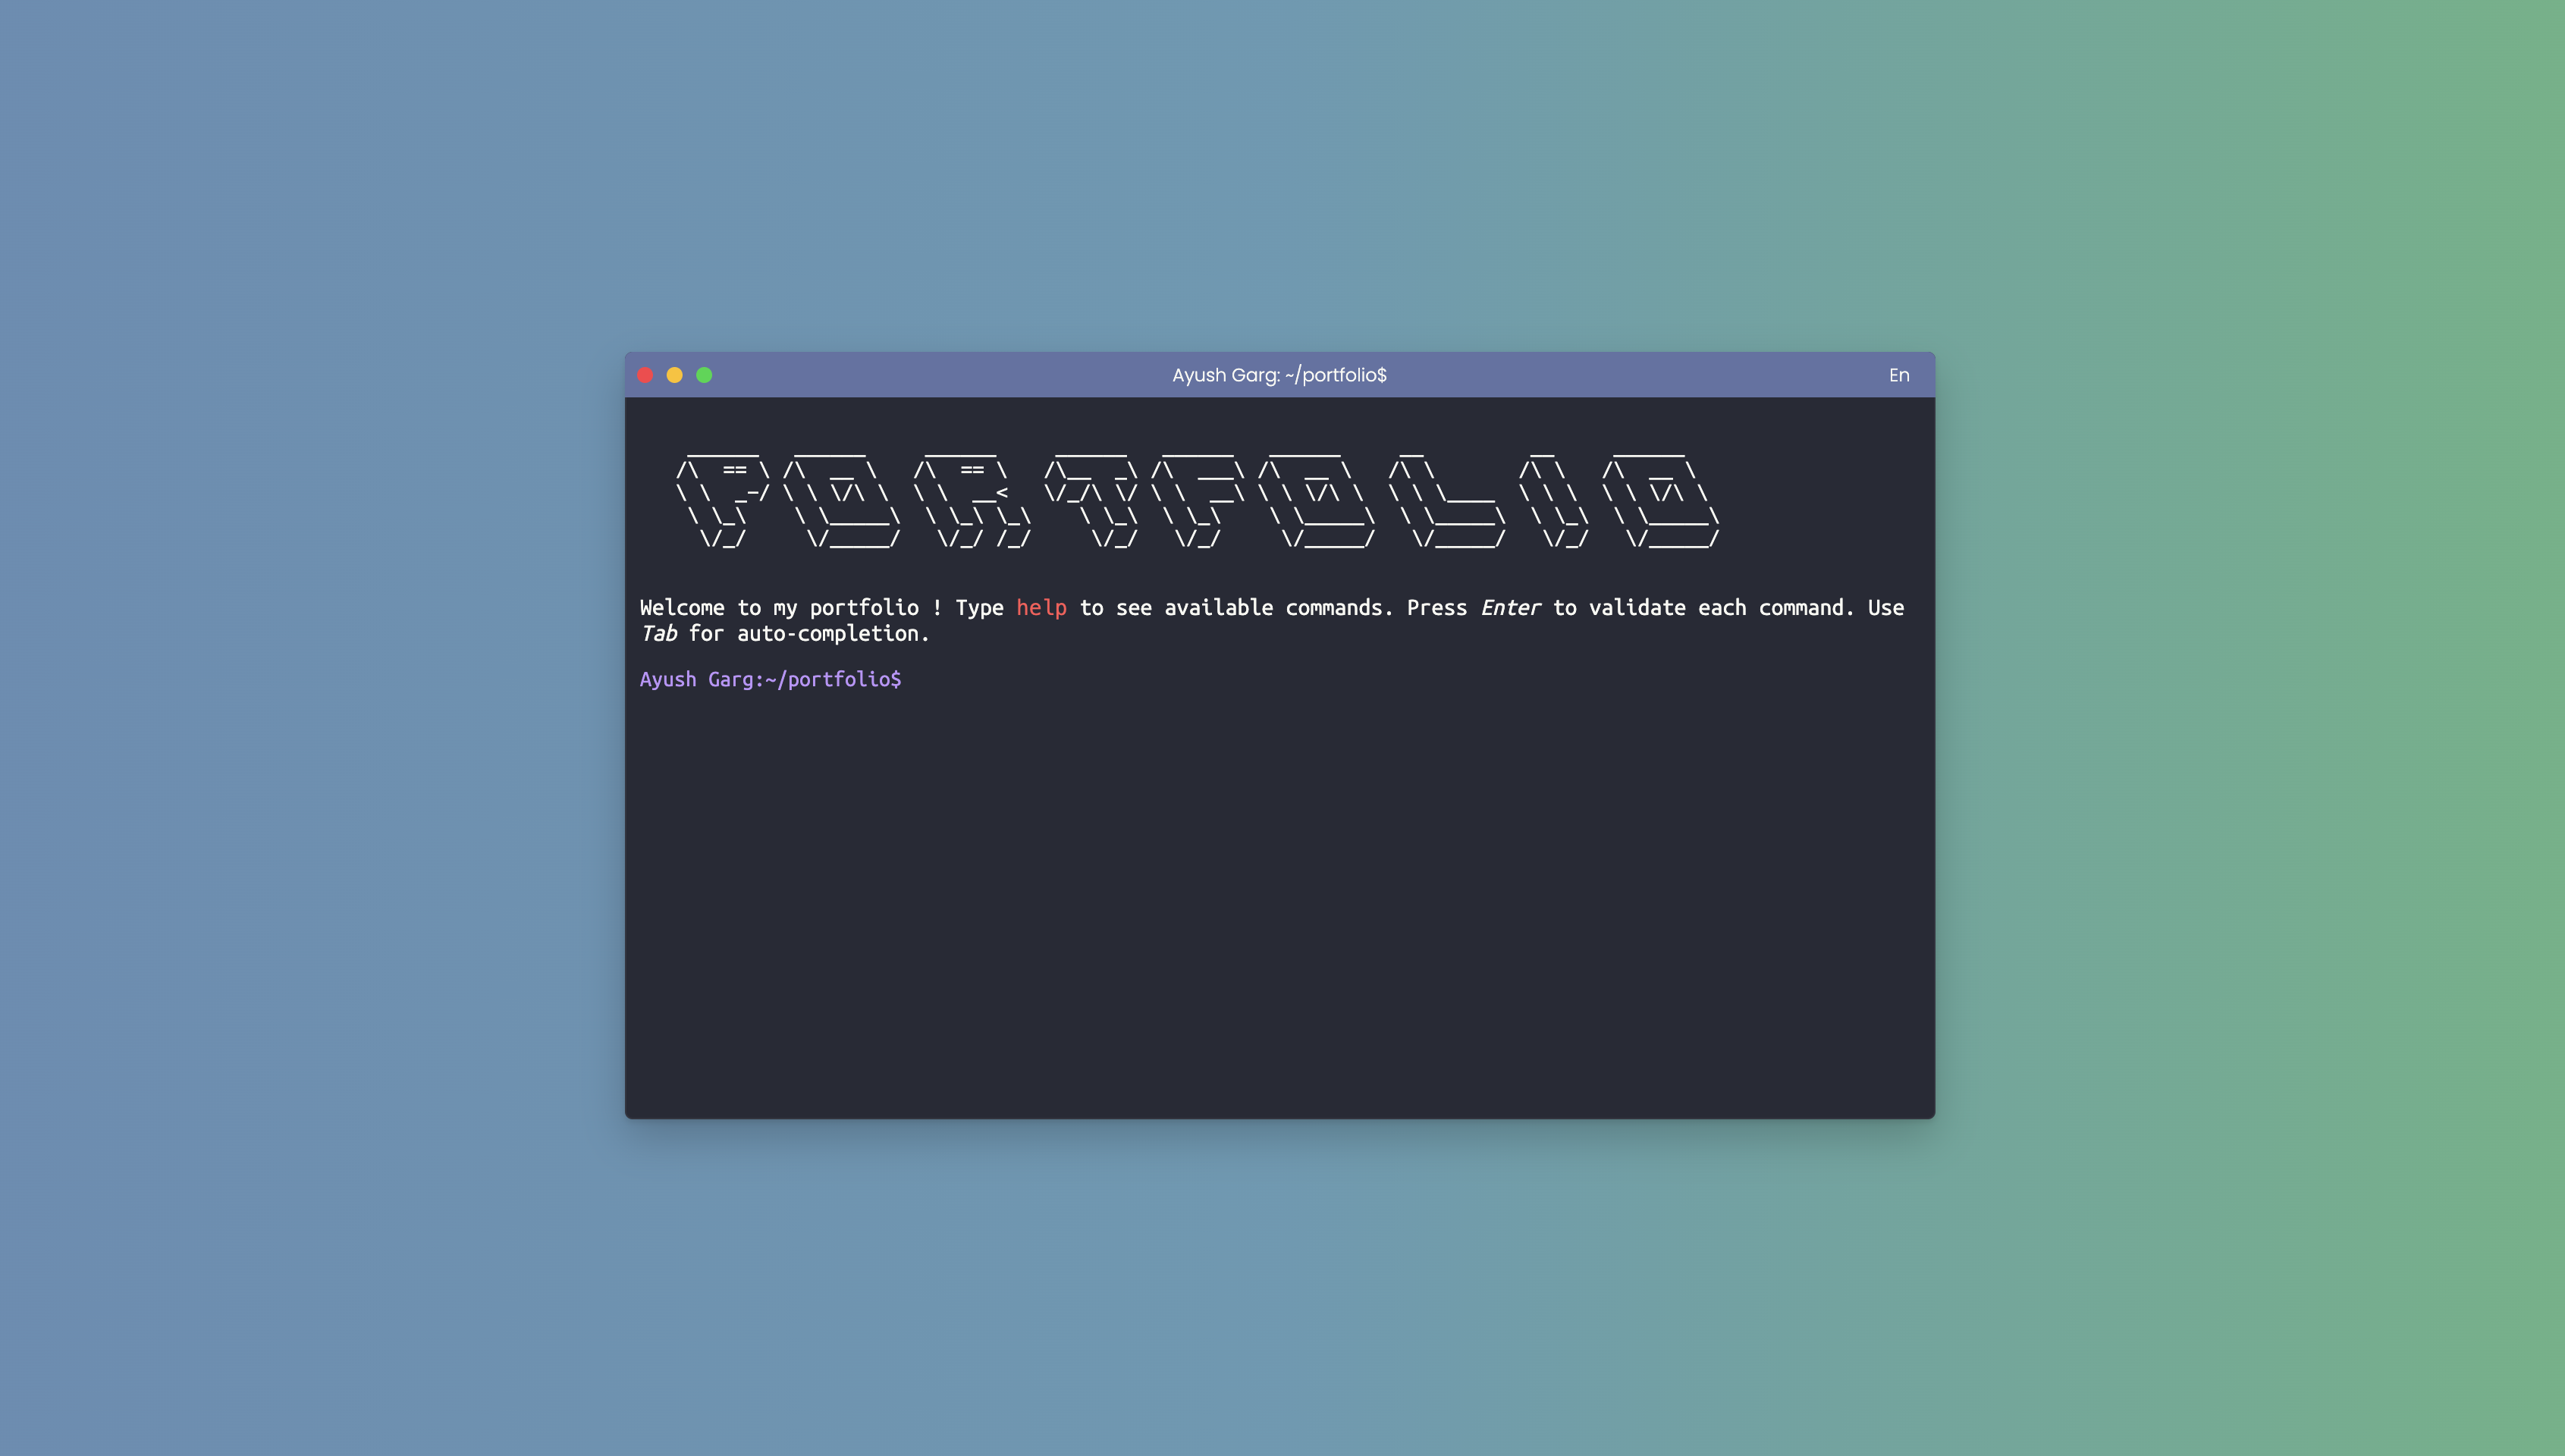 Ayush Garg: ~/portfolio$
En
PORTFOLIO
Welcome to my portfolio ! Type help to see available commands. Press Enter to validate each command. Use
Tab for auto-completion.
Ayush Garg:~/portfolio$